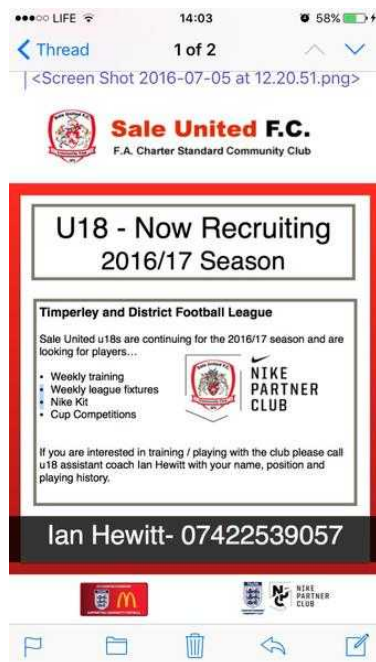 LIFE 14:03 58%
Thread 1 of 2
<Screen Shot 2016-07-05 at 12.20.51.png>
Sale United F.C.
F.A. Charter Standard Community Club
U18 - Now Recruiting
2016/17 Season
Timperley and District Football League
Sale United u18s are continuing for the 2016/17 season and are
looking for players…
• Weekly training
• Weekly league fixtures
• Nike Kit
• Cup Competitions
NIKE
PARTNER
CLUB
If you are interested in training / playing with the club please call
u18 assistant coach Ian Hewitt with your name, position and
playing history.
Ian Hewitt- 07422539057
NIKE
PARTNER
CLUB